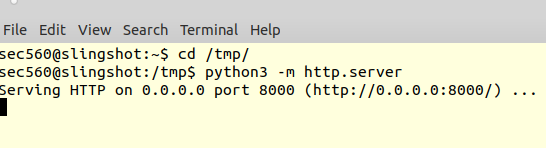 File Edit View Search Terminal Help
sec560@slingshot:~$ cd /tmp/
sec560@slingshot:/tmp$ python3 -m http.server
Serving HTTP on 0.0.0.0 port 8000 (http://0.0.0.0:8000/) ...